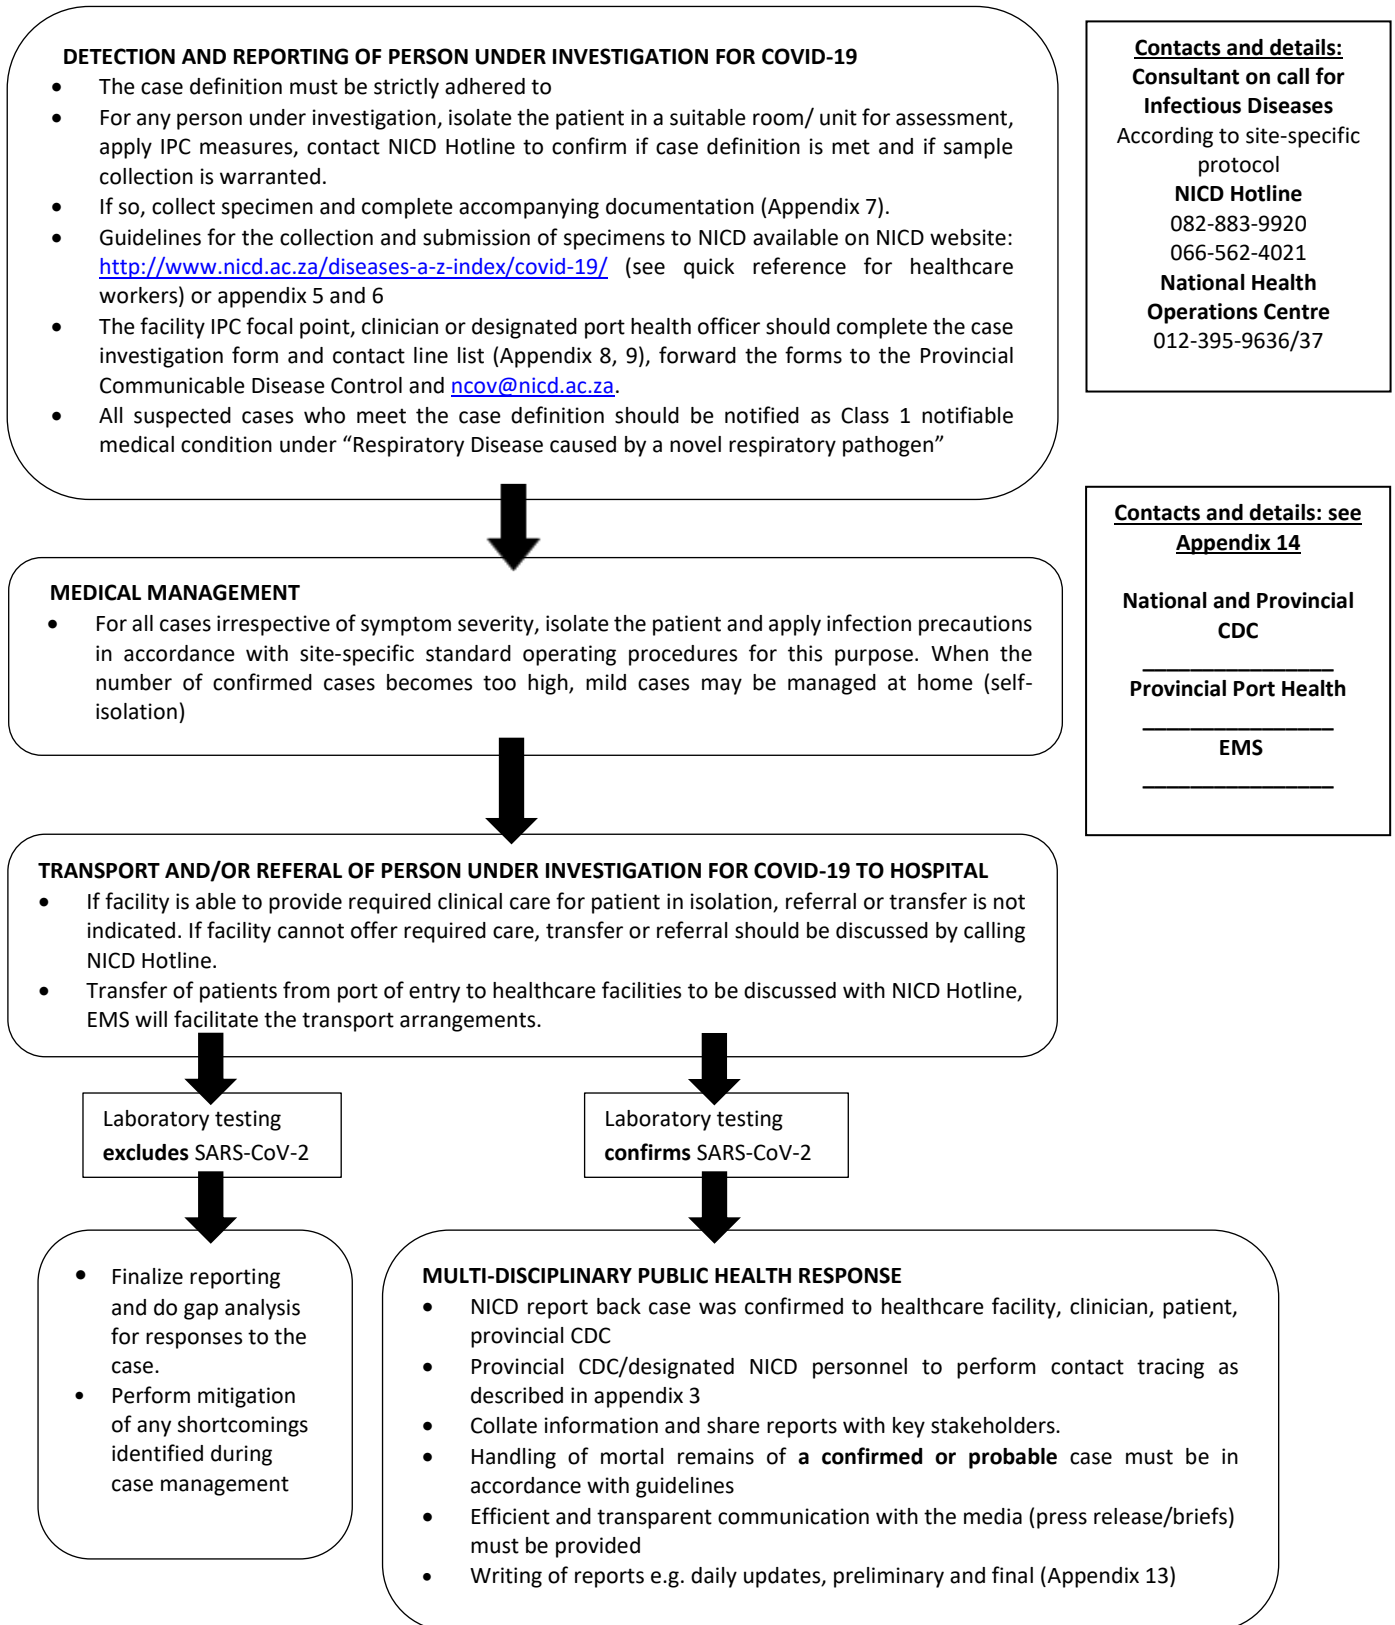 DETECTION AND REPORTING OF PERSON UNDER INVESTIGATION FOR COVID-19
• The case definition must be strictly adhered to
• For any person under investigation, isolate the patient in a suitable room/ unit for assessment,
apply IPC measures, contact NICD Hotline to confirm if case definition is met and if sample
collection is warranted.
• If so, collect specimen and complete accompanying documentation (Appendix 7).
• Guidelines for the collection and submission of specimens to NICD available on NICD website:
http://www.nicd.ac.za/diseases-a-z-index/covid-19/ (see quick reference for healthcare
workers) or appendix 5 and 6
• The facility IPC focal point, clinician or designated port health officer should complete the case
investigation form and contact line list (Appendix 8, 9), forward the forms to the Provincial
Communicable Disease Control and ncov@nicd.ac.za.
• All suspected cases who meet the case definition should be notified as Class 1 notifiable
medical condition under “Respiratory Disease caused by a novel respiratory pathogen”
Contacts and details:
Consultant on call for
Infectious Diseases
According to site-specific
protocol
NICD Hotline
082-883-9920
066-562-4021
National Health
Operations Centre
012-395-9636/37
Contacts and details: see
Appendix 14
National and Provincial
CDC
________________
Provincial Port Health
________________
EMS
________________
MEDICAL MANAGEMENT
• For all cases irrespective of symptom severity, isolate the patient and apply infection precautions
in accordance with site-specific standard operating procedures for this purpose. When the
number of confirmed cases becomes too high, mild cases may be managed at home (self-
isolation)
TRANSPORT AND/OR REFERAL OF PERSON UNDER INVESTIGATION FOR COVID-19 TO HOSPITAL
• If facility is able to provide required clinical care for patient in isolation, referral or transfer is not
indicated. If facility cannot offer required care, transfer or referral should be discussed by calling
NICD Hotline.
• Transfer of patients from port of entry to healthcare facilities to be discussed with NICD Hotline,
EMS will facilitate the transport arrangements.
Laboratory testing
excludes SARS-CoV-2
Laboratory testing
confirms SARS-CoV-2
• Finalize reporting
and do gap analysis
for responses to the
case.
• Perform mitigation
of any shortcomings
identified during
case management
MULTI-DISCIPLINARY PUBLIC HEALTH RESPONSE
• NICD report back case was confirmed to healthcare facility, clinician, patient,
provincial CDC
• Provincial CDC/designated NICD personnel to perform contact tracing as
described in appendix 3
• Collate information and share reports with key stakeholders.
• Handling of mortal remains of a confirmed or probable case must be in
accordance with guidelines
• Efficient and transparent communication with the media (press release/briefs)
must be provided
• Writing of reports e.g. daily updates, preliminary and final (Appendix 13)